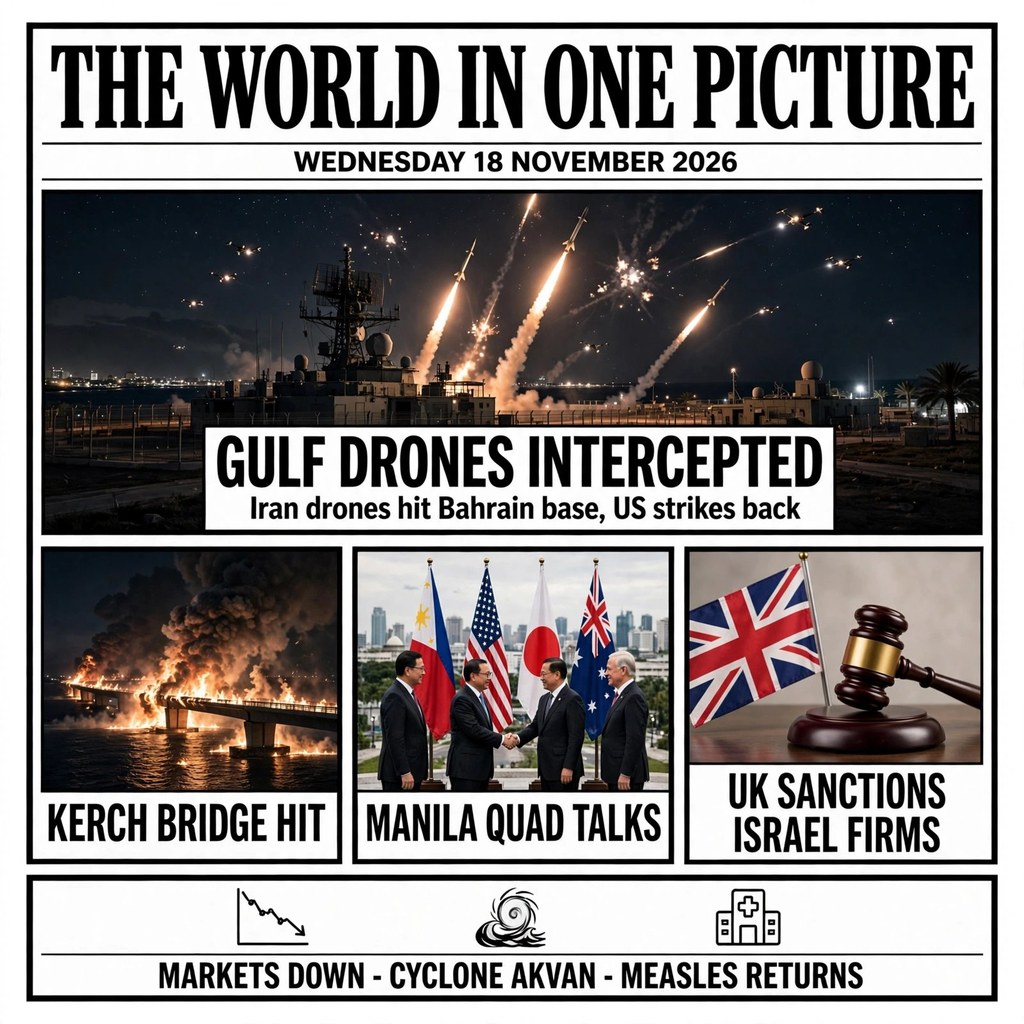 THE WORLD IN ONE PICTURE
WEDNESDAY 18 NOVEMBER 2026
GULF DRONES INTERCEPTED
Iran drones hit Bahrain base, US strikes back
KERCH BRIDGE HIT
MANILA QUAD TALKS
UK SANCTIONS
ISRAEL FIRMS
MARKETS DOWN - CYCLONE AKVAN - MEASLES RETURNS